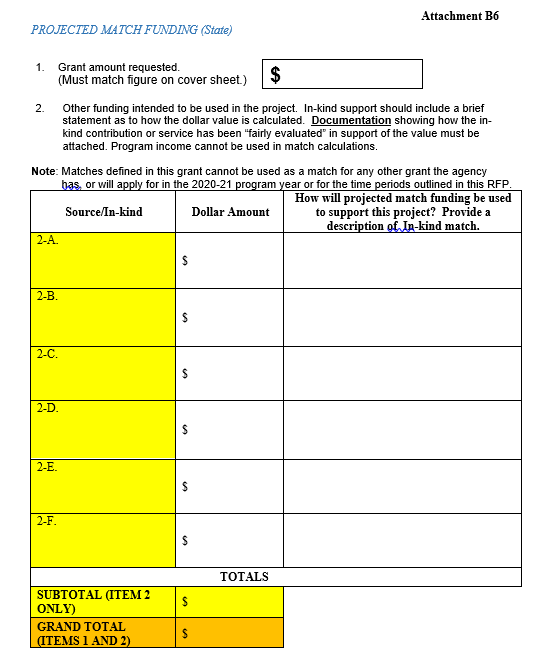 Attachment B6
PROJECTED MATCH FUNDING (State)
1. Grant amount requested.
(Must match figure on cover sheet.)
$
2. Other funding intended to be used in the project. In-kind support should include a brief
statement as to how the dollar value is calculated. Documentation showing how the in-
kind contribution or service has been "fairly evaluated" in support of the value must be
attached. Program income cannot be used in match calculations.
Note: Matches defined in this grant cannot be used as a match for any other grant the agency
has, or will apply for in the 2020-21 program year or for the time periods outlined in this RFP.
Source/In-kind
Dollar Amount
How will projected match funding be used
to support this project? Provide a
description of In-kind match.
2-A.
$
2-B.
$
2-C.
$
2-D.
$
2-E.
$
2-F.
$
TOTALS
SUBTOTAL (ITEM 2
ONLY)
$
GRAND TOTAL
(ITEMS 1 AND 2)
$